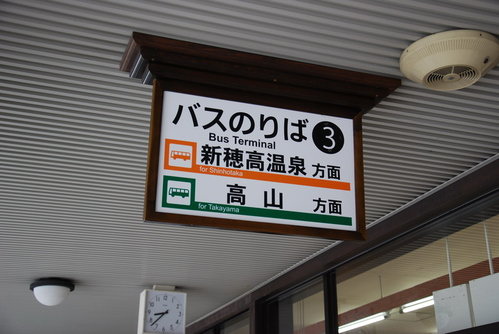 バスのりば 3
Bus Terminal
新穂高温泉 方面
for Shinhotaka
高山 方面
for Takayama